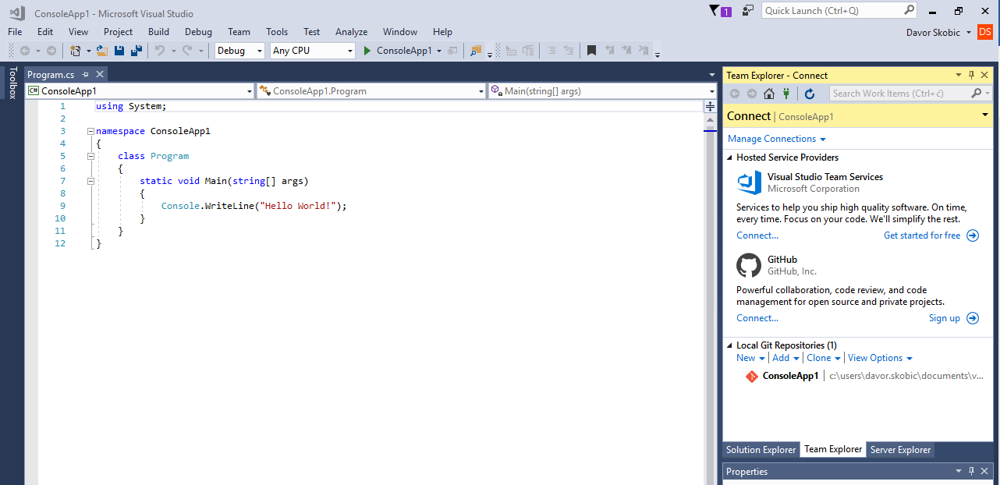 ConsoleApp1 - Microsoft Visual Studio
1
Quick Launch (Ctrl+Q)
File Edit View Project Build Debug Team Tools Test Analyze Window Help
Davor Skobic DS
Debug Any CPU ConsoleApp1
Toolbox
Program.cs
C# ConsoleApp1
ConsoleApp1.Program
Main(string[] args)
1 using System;
2
3 namespace ConsoleApp1
4 {
5 class Program
6 {
7 static void Main(string[] args)
8 {
9 Console.WriteLine("Hello World!");
10 }
11 }
12 }
Team Explorer - Connect
Search Work Items (Ctrl+ć)
Connect | ConsoleApp1
Manage Connections
Hosted Service Providers
Visual Studio Team Services
Microsoft Corporation
Services to help you ship high quality software. On time,
every time. Focus on your code. We'll simplify the rest.
Connect... Get started for free
GitHub
GitHub, Inc.
Powerful collaboration, code review, and code
management for open source and private projects.
Connect... Sign up
Local Git Repositories (1)
New | Add | Clone | View Options
ConsoleApp1 | c:\users\davor.skobic\documents\v...
Solution Explorer Team Explorer Server Explorer
Properties